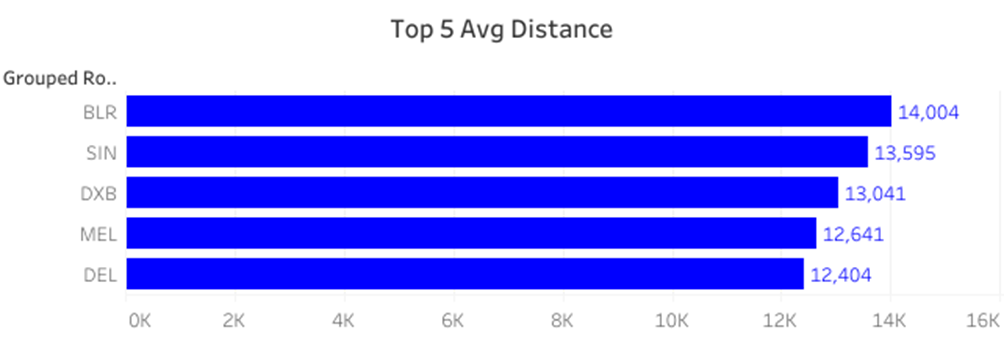 Top 5 Avg Distance
Grouped Ro..
BLR 14,004
SIN 13,595
DXB 13,041
MEL 12,641
DEL 12,404
0K 2K 4K 6K 8K 10K 12K 14K 16K